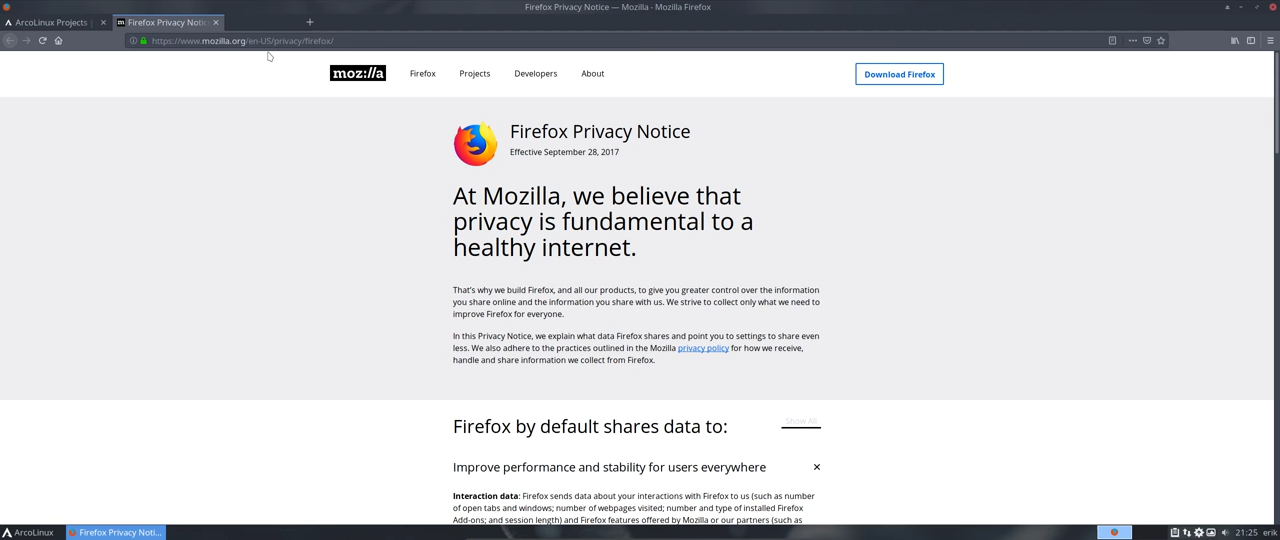 Firefox Privacy Notice — Mozilla - Mozilla Firefox
ArcoLinux Projects
Firefox Privacy Notic
https://www.mozilla.org/en-US/privacy/firefox/
moz://a
Firefox
Projects
Developers
About
Download Firefox
Firefox Privacy Notice
Effective September 28, 2017
At Mozilla, we believe that
privacy is fundamental to a
healthy internet.
That's why we build Firefox, and all our products, to give you greater control over the information
you share online and the information you share with us. We strive to collect only what we need to
improve Firefox for everyone.
In this Privacy Notice, we explain what data Firefox shares and point you to settings to share even
less. We also adhere to the practices outlined in the Mozilla privacy policy for how we receive,
handle and share information we collect from Firefox.
Firefox by default shares data to:
Show All
Improve performance and stability for users everywhere
Interaction data: Firefox sends data about your interactions with Firefox to us (such as number
of open tabs and windows; number of webpages visited; number and type of installed Firefox
Add-ons; and session length) and Firefox features offered by Mozilla or our partners (such as
ArcoLinux
Firefox Privacy Noti...
21:25
erik